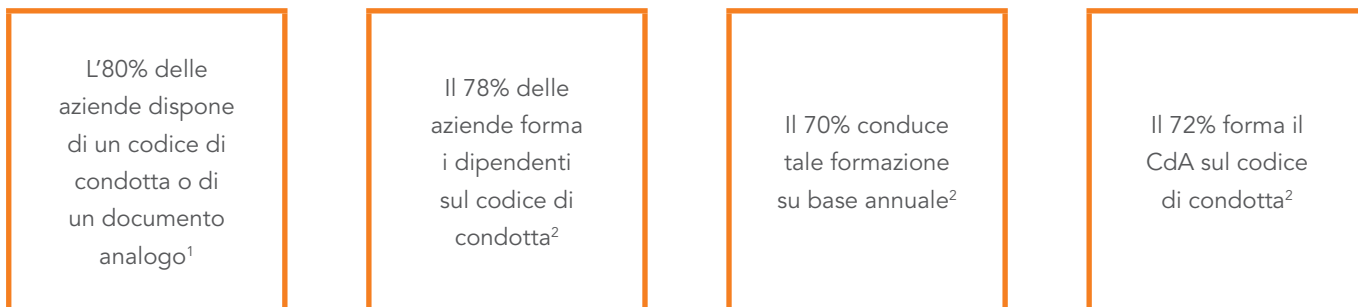 L'80% delle
aziende dispone
di un codice di
condotta o di
un documento
analogo¹
Il 78% delle
aziende forma
i dipendenti
sul codice di
condotta²
Il 70% conduce
tale formazione
su base annuale²
Il 72% forma il
CdA sul codice
di condotta²